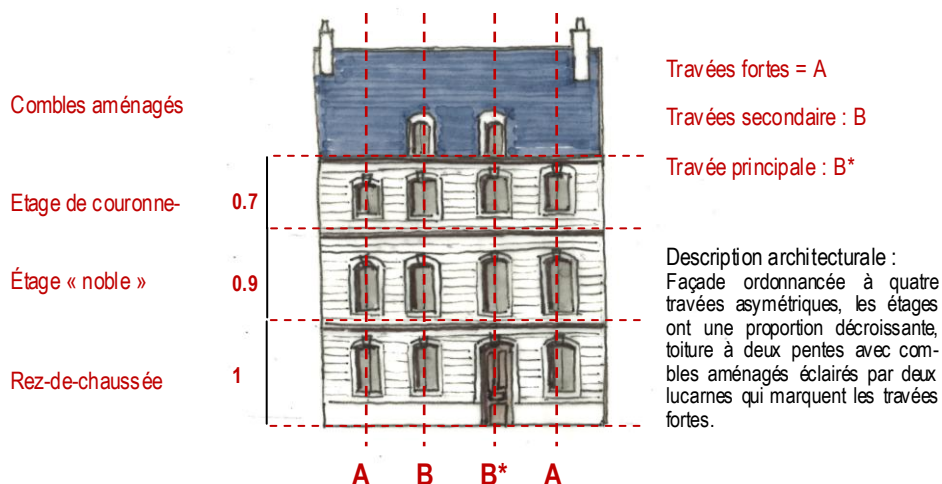 Combles aménagés
Etage de couronne-
0.7
Étage « noble »
0.9
Rez-de-chaussée
1
A B B* A
Travées fortes = A
Travées secondaire : B
Travée principale : B*
Description architecturale :
Façade ordonnancée à quatre
travées asymétriques, les étages
ont une proportion décroissante,
toiture à deux pentes avec com-
bles aménagés éclairés par deux
lucarnes qui marquent les travées
fortes.